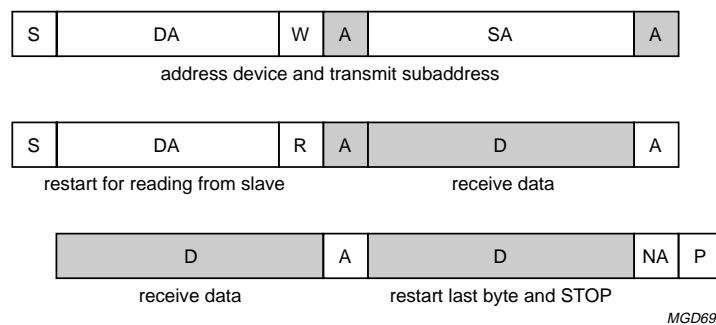 S DA W A SA A
address device and transmit subaddress
S DA R A D A
restart for reading from slave receive data
D A D NA P
receive data restart last byte and STOP
MGD69